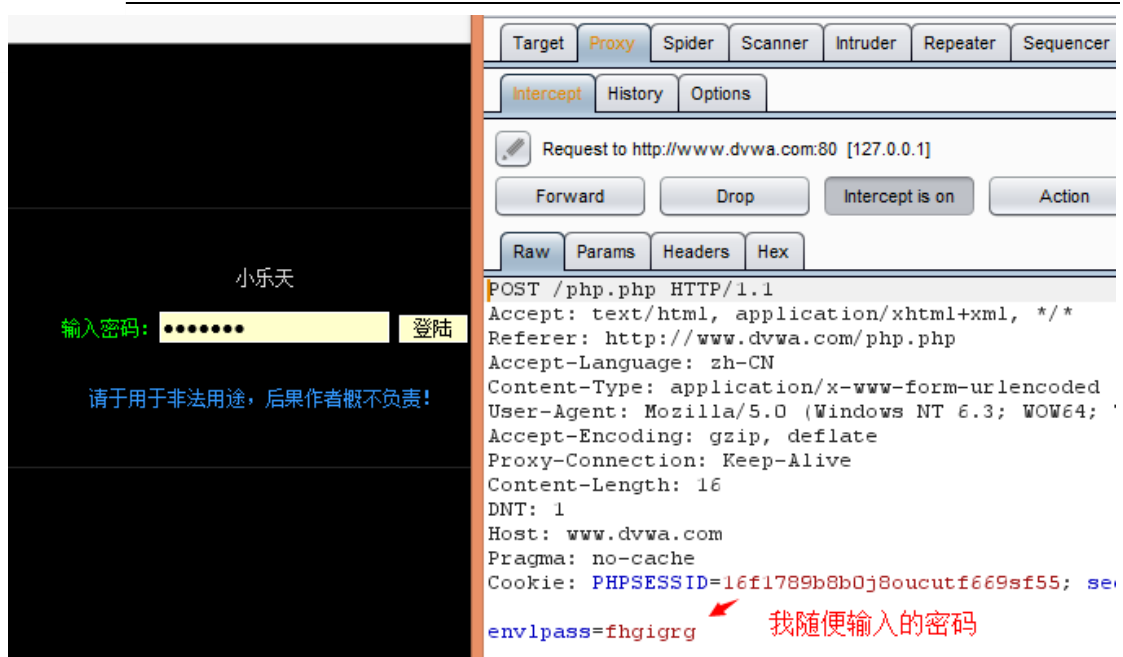 Target Proxy Spider Scanner Intruder Repeater Sequencer
Intercept History Options
Request to http://www.dvwa.com:80 [127.0.0.1]
Forward Drop Intercept is on Action
Raw Params Headers Hex
小乐天
输入密码: ●●●●●●● 登陆
请于用于非法用途，后果作者概不负责!
POST /php.php HTTP/1.1
Accept: text/html, application/xhtml+xml, */*
Referer: http://www.dvwa.com/php.php
Accept-Language: zh-CN
Content-Type: application/x-www-form-urlencoded
User-Agent: Mozilla/5.0 (Windows NT 6.3; WOW64;
Accept-Encoding: gzip, deflate
Proxy-Connection: Keep-Alive
Content-Length: 16
DNT: 1
Host: www.dvwa.com
Pragma: no-cache
Cookie: PHPSESSID=16f1789b8b0j8oucutf669sf55; se
envlpass=fhgigrg
我随便输入的密码